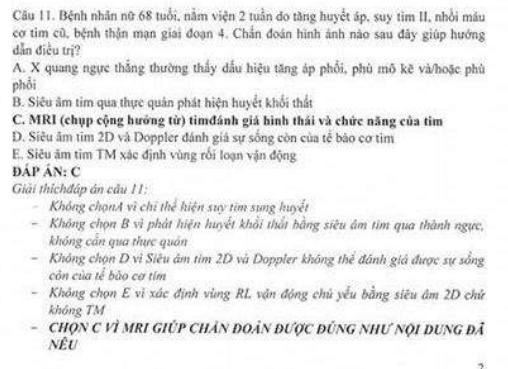 Câu 11. Bệnh nhân nữ 68 tuổi, nằm viện 2 tuần do tăng huyết áp, suy tim II, nhồi máu
cơ tim cũ, bệnh thận mạn giai đoạn 4. Chẩn đoán hình ảnh nào sau đây giúp hướng
dẫn điều trị?
A. X quang ngực thẳng thường thấy dấu hiệu tăng áp phổi, phù mô kẽ và/hoặc phù
phổi
B. Siêu âm tim qua thực quản phát hiện huyết khối thất
C. MRI (chụp cộng hưởng từ) timđánh giá hình thái và chức năng của tim
D. Siêu âm tim 2D và Doppler đánh giá sự sống còn của tế bào cơ tim
E. Siêu âm tim TM xác định vùng rối loạn vận động
ĐÁP ÁN: C
Giải thíchđáp án câu 11:
- Không chọnA vì chỉ thể hiện suy tim sung huyết
- Không chọn B vì phát hiện huyết khối thất bằng siêu âm tim qua thành ngực,
không cần qua thực quản
- Không chọn D vì Siêu âm tim 2D và Doppler không thể đánh giá được sự sống
còn của tế bào cơ tim
- Không chọn E vì xác định vùng RL vận động chủ yếu bằng siêu âm 2D chứ
không TM
- CHỌN C VÌ MRI GIÚP CHẨN ĐOÁN ĐƯỢC ĐÚNG NHƯ NỘI DUNG ĐÃ
NÊU